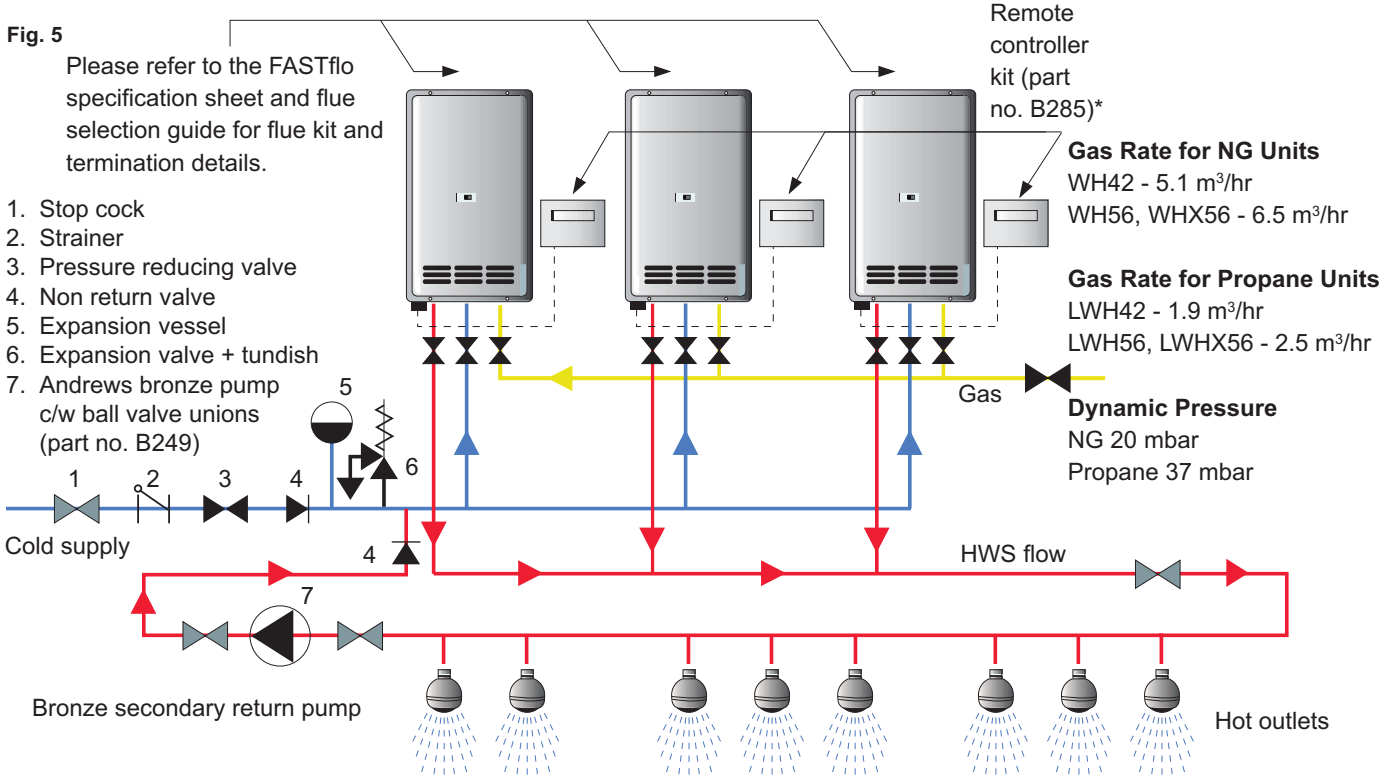 Fig. 5
Please refer to the FASTflo
specification sheet and flue
selection guide for flue kit and
termination details.
Remote
controller
kit (part
no. B285)*
Gas Rate for NG Units
WH42 - 5.1 m³/hr
WH56, WHX56 - 6.5 m³/hr
Gas Rate for Propane Units
LWH42 - 1.9 m³/hr
LWH56, LWHX56 - 2.5 m³/hr
Dynamic Pressure
NG 20 mbar
Propane 37 mbar
1. Stop cock
2. Strainer
3. Pressure reducing valve
4. Non return valve
5. Expansion vessel
6. Expansion valve + tundish
7. Andrews bronze pump
c/w ball valve unions
(part no. B249)
Gas
5
6
1
2
3
4
Cold supply
4
HWS flow
7
Bronze secondary return pump
Hot outlets